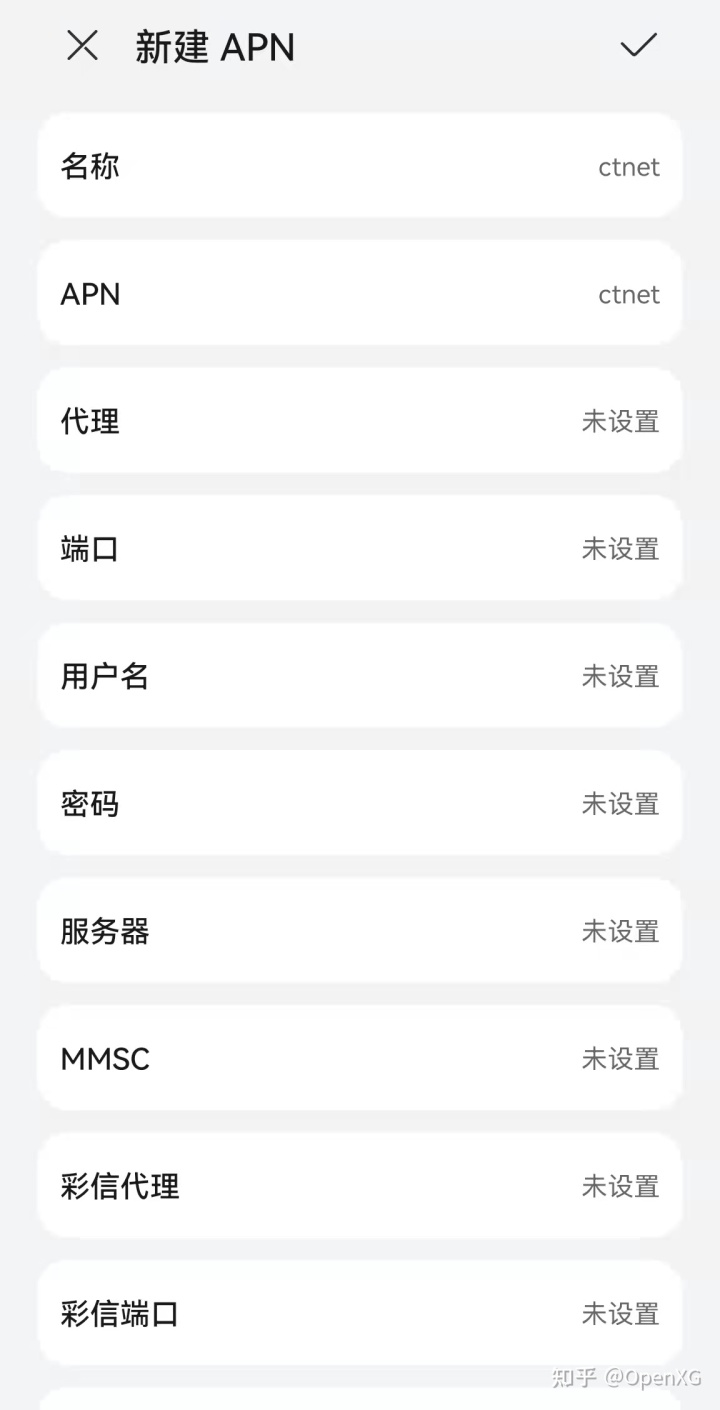 新建 APN
名称 ctnet
APN ctnet
代理 未设置
端口 未设置
用户名 未设置
密码 未设置
服务器 未设置
MMSC 未设置
彩信代理 未设置
彩信端口 未设置
知乎 @OpenXG